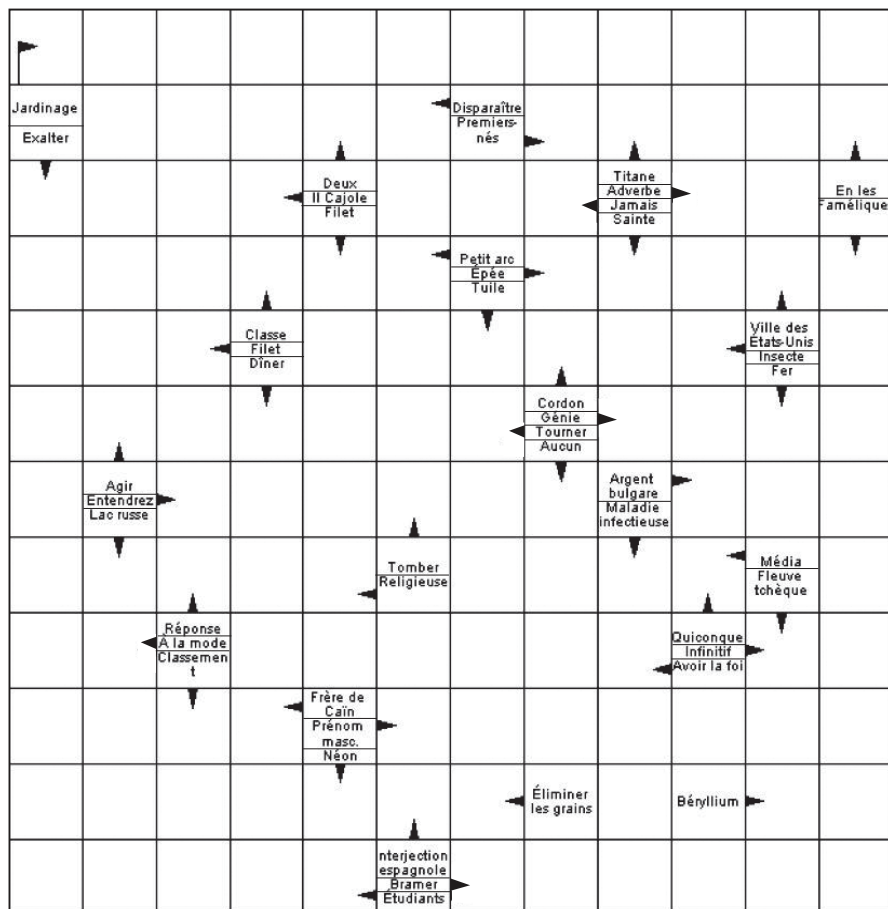 Jardinage
Exalter
Disparaître
Premiers-
nés
Deux
Il Cajole
Filet
Titane
Adverbe
Jamais
Sainte
En les
Famélique
Petit arc
Épée
Tuile
Classe
Filet
Dîner
Ville des
États-Unis
Insecte
Fer
Cordon
Génie
Tourner
Aucun
Agir
Entendrez
Lac russe
Argent
bulgare
Maladie
infectieuse
Tomber
Religieuse
Média
Fleuve
tchèque
Réponse
À la mode
Classemen
t
Quiconque
Infinitif
Avoir la foi
Frère de
Caïn
Prénom
masc.
Néon
Éliminer
les grains
Béryllium
nterjection
espagnole
Bramer
Étudiants